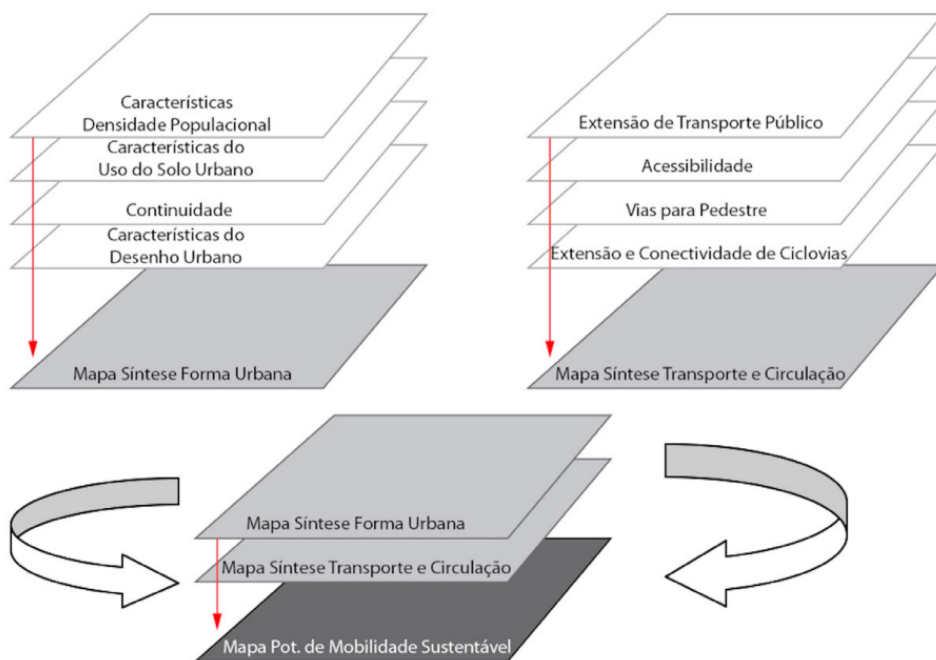 Características
Densidade Populacional
Características do
Uso do Solo Urbano
Continuidade
Características do
Desenho Urbano
Mapa Síntese Forma Urbana
Extensão de Transporte Público
Acessibilidade
Vias para Pedestre
Extensão e Conectividade de Ciclovias
Mapa Síntese Transporte e Circulação
Mapa Síntese Forma Urbana
Mapa Síntese Transporte e Circulação
Mapa Pot. de Mobilidade Sustentável